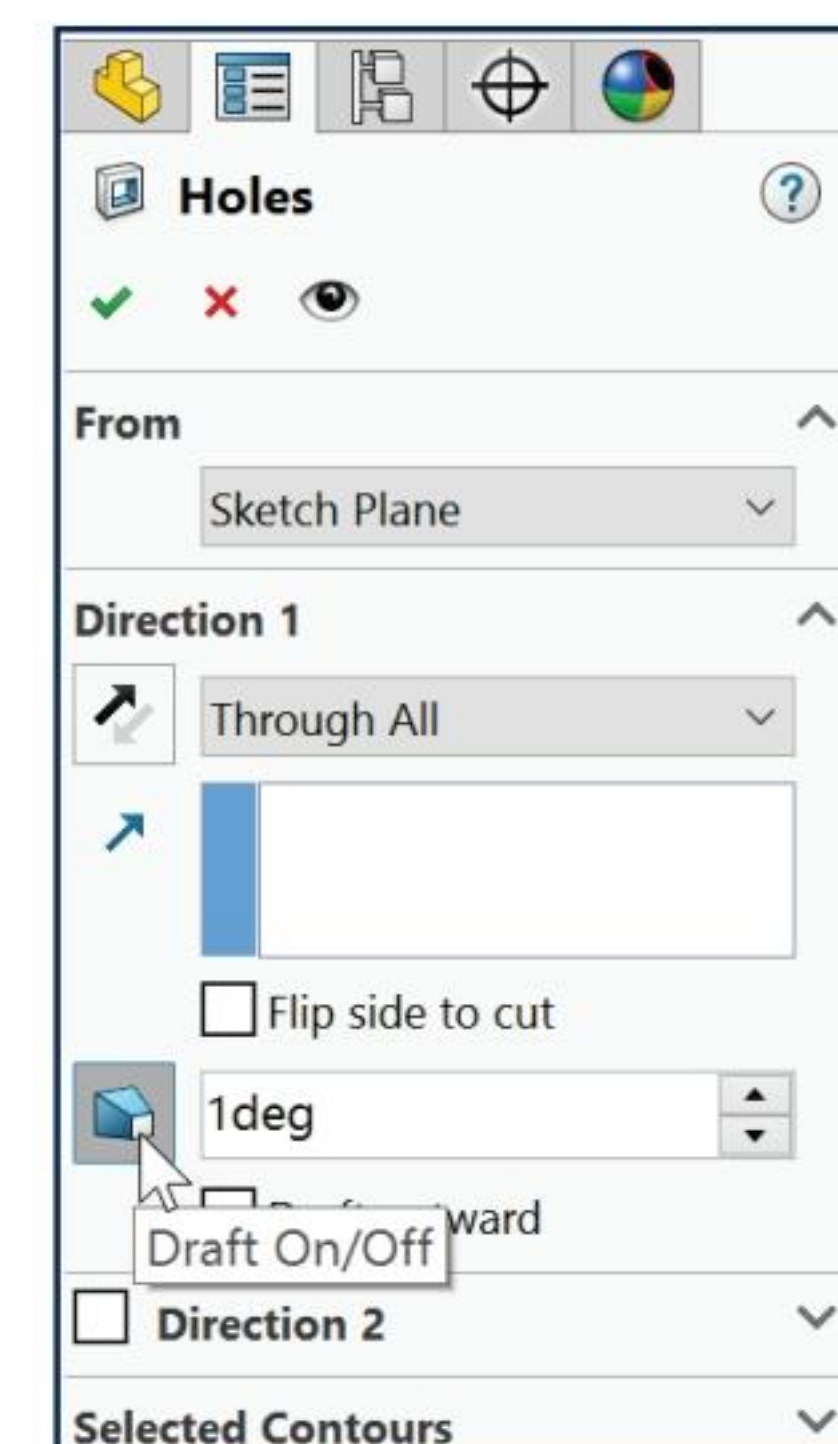 Holes
?
From
Sketch Plane
Direction 1
Through All
Flip side to cut
1deg
ward
Draft On/Off
Direction 2
Selected Contours